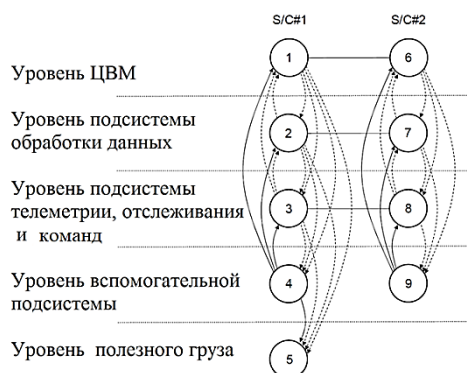 S/C#1 S/C#2
1 6
Уровень ЦВМ
Уровень подсистемы
обработки данных
2 7
Уровень подсистемы
телеметрии, отслеживания
и команд
3 8
Уровень вспомогательной
подсистемы
4 9
Уровень полезного груза
5